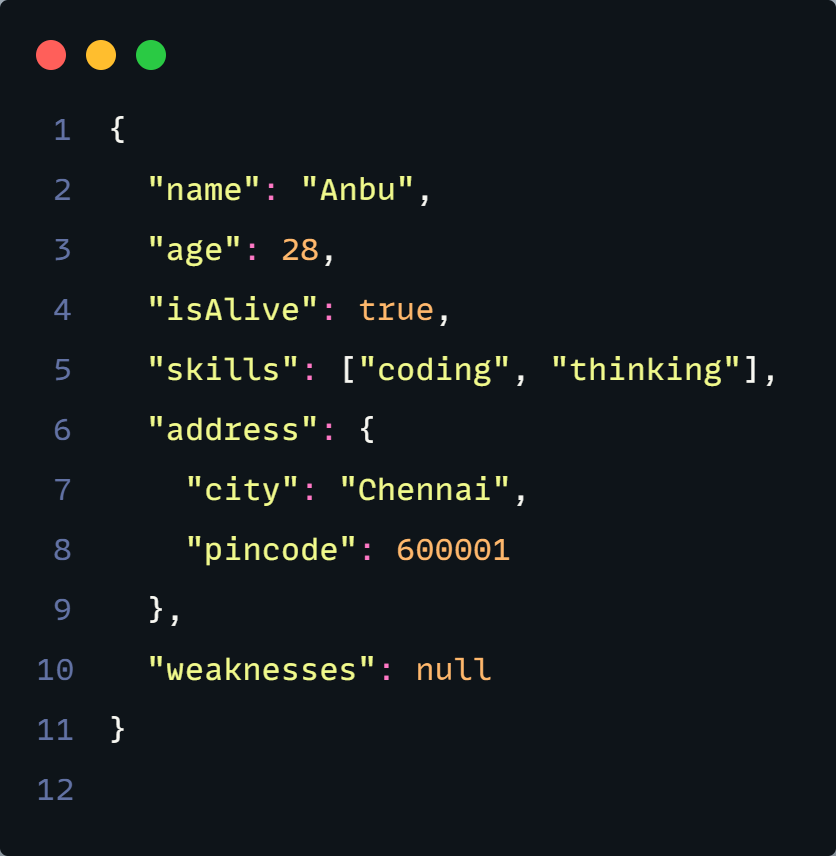 1 {
2   "name": "Anbu",
3   "age": 28,
4   "isAlive": true,
5   "skills": ["coding", "thinking"],
6   "address": {
7     "city": "Chennai",
8     "pincode": 600001
9   },
10   "weaknesses": null
11 }
12